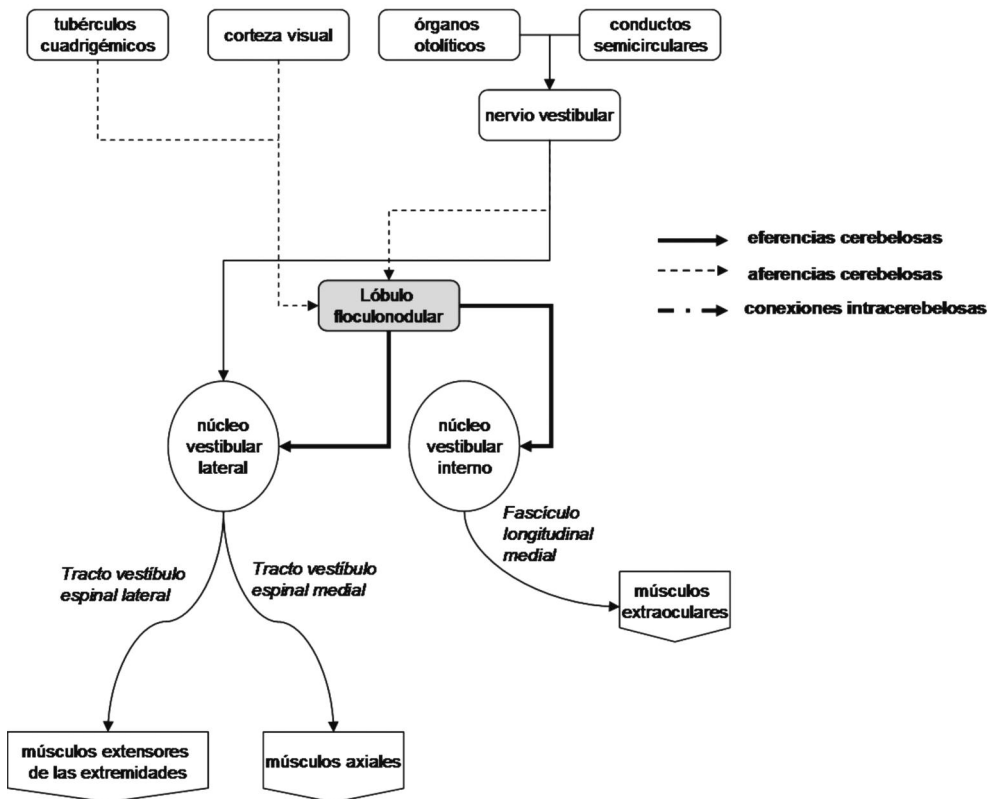 tubérculos
cuadrigémicos
corteza visual
órganos
otolíticos
conductos
semicirculares
nervio vestibular
eferencias cerebelosas
aferencias cerebelosas
conexiones intracerebelosas
Lóbulo
floculonodular
núcleo
vestibular
lateral
núcleo
vestibular
interno
Fascículo
longitudinal
medial
Tracto vestíbulo
espinal lateral
Tracto vestíbulo
espinal medial
músculos
extraoculares
músculos extensores
de las extremidades
músculos axiales